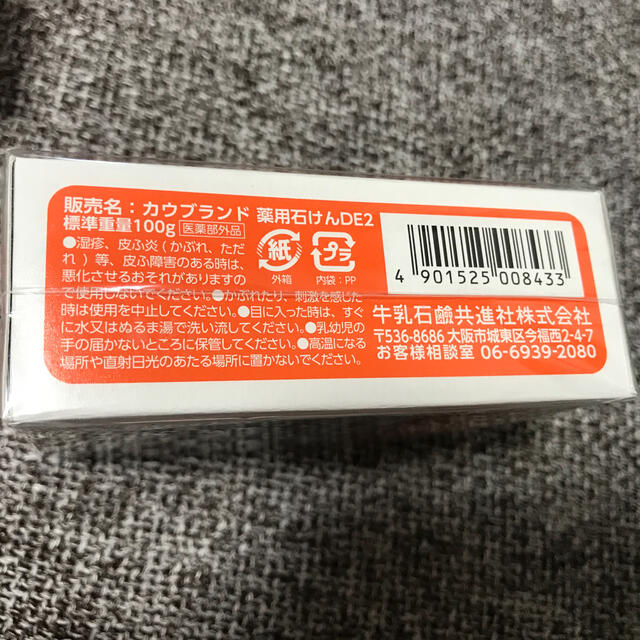 販売名：カウブランド 薬用石けんDE2
標準重量100g 医薬部外品
●湿疹、皮ふ炎（かぶれ、ただ
れ）等、皮ふ障害のある時は、
悪化させるおそれがありますの
で使用しないでください。●かぶれたり、刺激を感じた
時は使用を中止してください。●目に入った時は、すぐ
に水又はぬるま湯で洗い流してください。●乳幼児の
手の届かないところに保管してください。●高温になる
場所や直射日光のあたる場所に置かないでください。
紙
外箱
プラ
内袋：PP
4 901525 008433
牛乳石鹼共進社株式会社
〒536-8686 大阪市城東区今福西2-4-7
お客様相談室 06-6939-2080